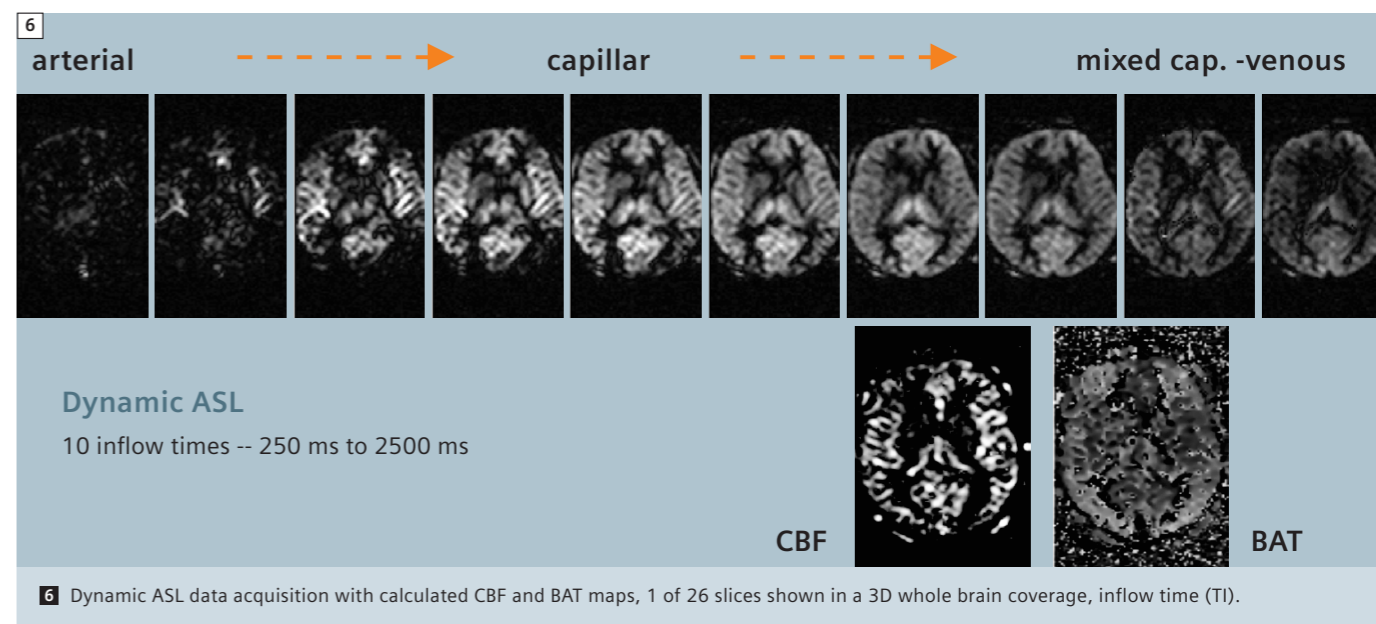 6
arterial capillar mixed cap. -venous
Dynamic ASL
10 inflow times -- 250 ms to 2500 ms
CBF BAT
6 Dynamic ASL data acquisition with calculated CBF and BAT maps, 1 of 26 slices shown in a 3D whole brain coverage, inflow time (TI).